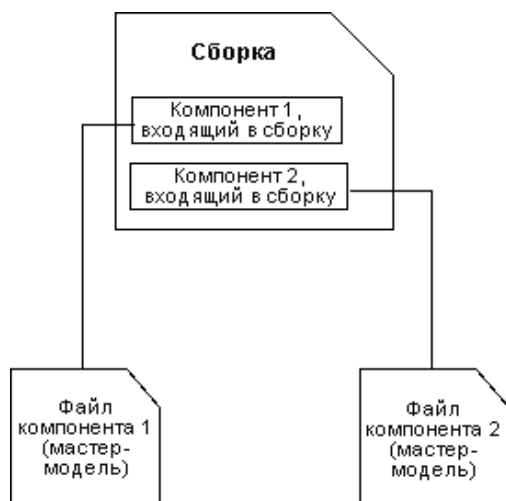 Сборка
Компонент 1,
входящий в сборку
Компонент 2,
входящий в сборку
Файл
компонента 1
(мастер-
модель)
Файл
компонента 2
(мастер-
модель)